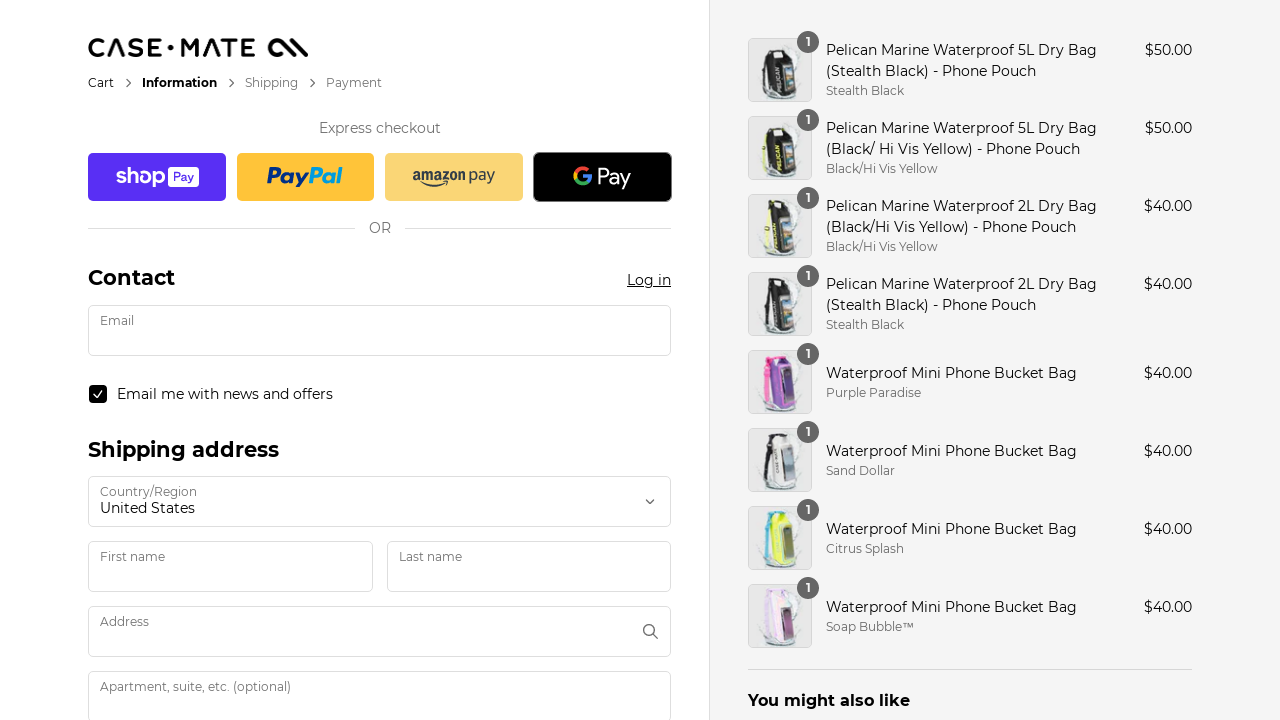 CASE•MATE
Cart > Information > Shipping > Payment
Express checkout
shop Pay
PayPal
amazon pay
G Pay
OR
Contact
Log in
Email
Email me with news and offers
Shipping address
Country/Region
United States
First name
Last name
Address
Apartment, suite, etc. (optional)
1
Pelican Marine Waterproof 5L Dry Bag
(Stealth Black) - Phone Pouch
Stealth Black
$50.00
1
Pelican Marine Waterproof 5L Dry Bag
(Black/ Hi Vis Yellow) - Phone Pouch
Black/Hi Vis Yellow
$50.00
1
Pelican Marine Waterproof 2L Dry Bag
(Black/Hi Vis Yellow) - Phone Pouch
Black/Hi Vis Yellow
$40.00
1
Pelican Marine Waterproof 2L Dry Bag
(Stealth Black) - Phone Pouch
Stealth Black
$40.00
1
Waterproof Mini Phone Bucket Bag
Purple Paradise
$40.00
1
Waterproof Mini Phone Bucket Bag
Sand Dollar
$40.00
1
Waterproof Mini Phone Bucket Bag
Citrus Splash
$40.00
1
Waterproof Mini Phone Bucket Bag
Soap Bubble™
$40.00
You might also like